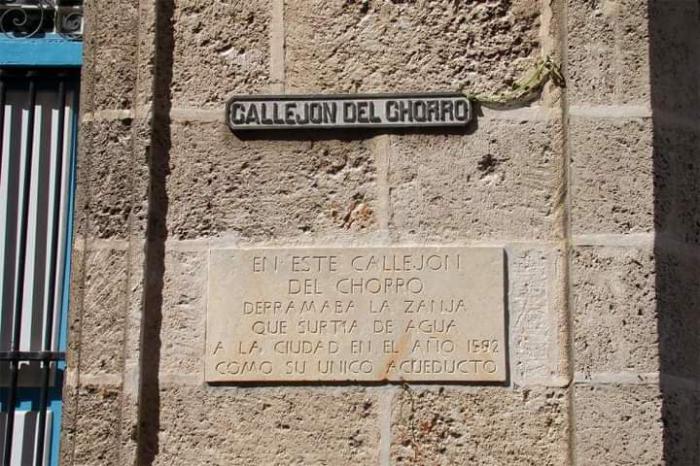 CALLEJON DEL CHORRO
EN ESTE CALLEJON
DEL CHORRO
DERRAMABA LA ZANJA
QUE SURTIA DE AGUA
A LA CIUDAD EN EL AÑO 1592
COMO SU UNICO ACUEDUCTO